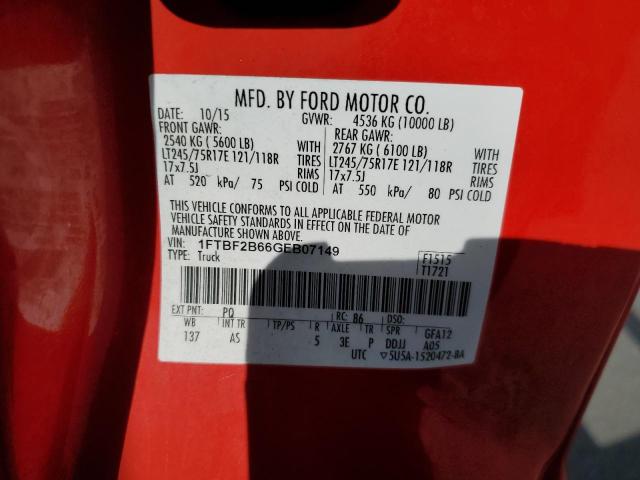 MFD. BY FORD MOTOR CO.
DATE: 10/15 GVWR: 4536 KG (10000 LB)
FRONT GAWR: REAR GAWR:
2540 KG ( 5600 LB) WITH 2767 KG ( 6100 LB) WITH
LT245/75R17E 121/118R TIRES LT245/75R17E 121/118R TIRES
17x7.5J RIMS 17x7.5J RIMS
AT 520 kPa/ 75 PSI COLD AT 550 kPa/ 80 PSI COLD
THIS VEHICLE CONFORMS TO ALL APPLICABLE FEDERAL MOTOR
VEHICLE SAFETY STANDARDS IN EFFECT ON THE DATE OF
MANUFACTURE SHOWN ABOVE.
VIN: 1FTBF2B66GEB07149 F1515
TYPE: Truck T1721
EXT PNT: PQ RC: 86 DSO:
WB INT TR TP/PS R AXLE TR SPR GFA12
137 AS 5 3E P DDJJ A05
UTC ▽5U5A-1520472-BA